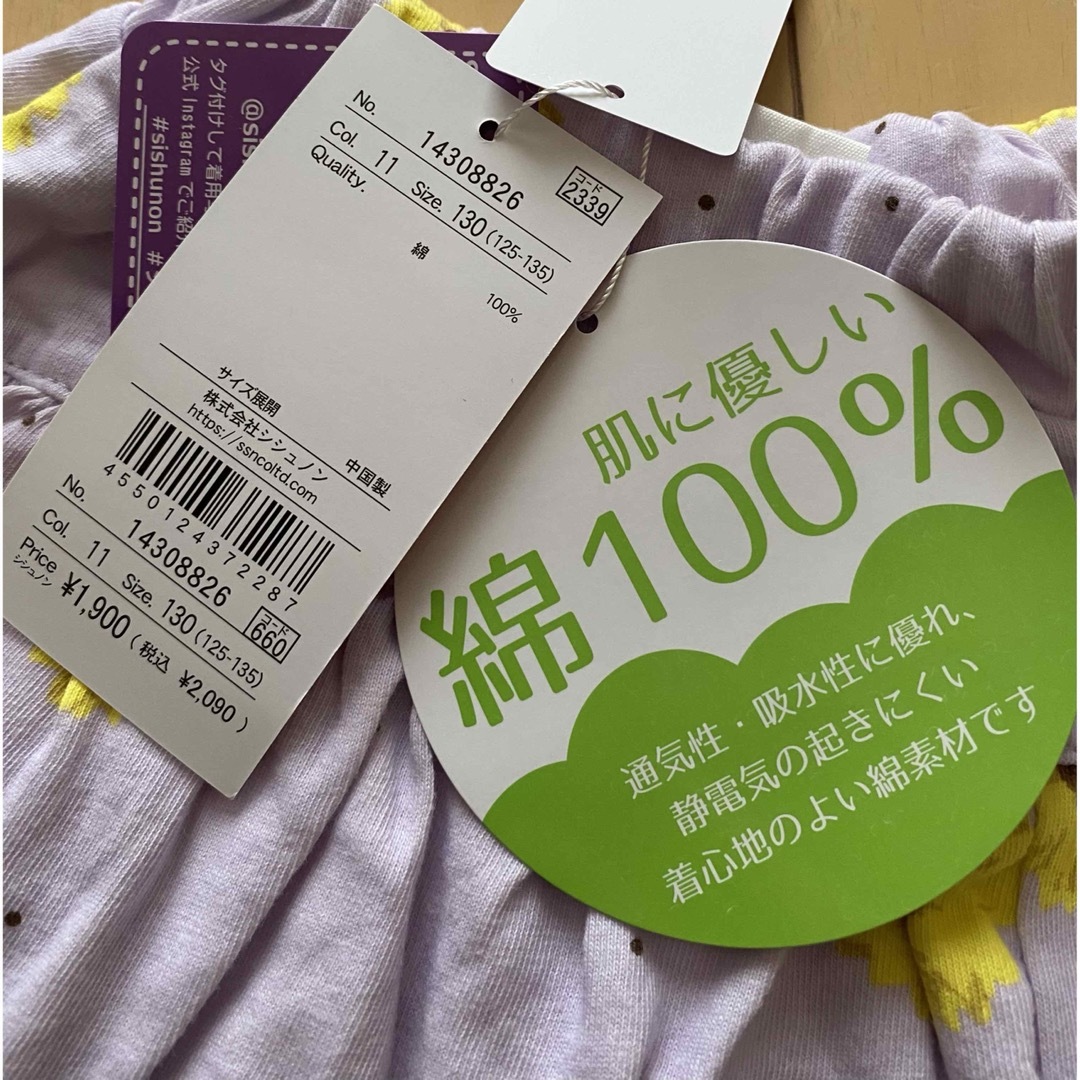 @sis
タグ付けして着用
公式 Instagram でご紹
#sishunon #
No. 14308826
コード
2339
Col. 11 Size. 130(125-135)
Quality.
綿
100%
サイズ展開
株式会社シシュノン
https://ssncoltd.com
中国製
4550124372287
No. 14308826
コード
660
Col. 11 Size. 130(125-135)
Price
シシュノン
¥1,900(税込 ¥2,090)
肌に優しい
綿100%
通気性・吸水性に優れ、
静電気の起きにくい
着心地のよい綿素材です